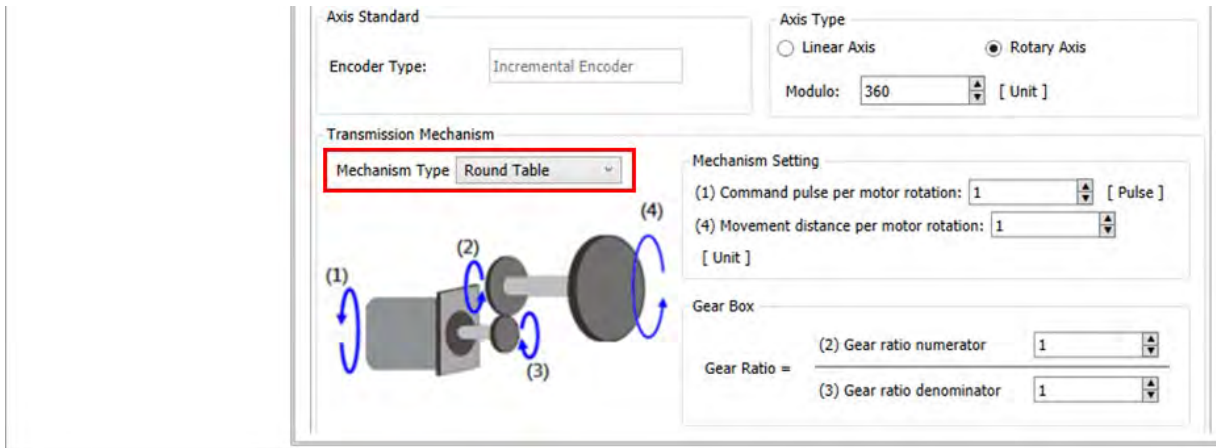 Axis Standard
Encoder Type: Incremental Encoder
Axis Type
Linear Axis Rotary Axis
Modulo: 360 [ Unit ]
Transmission Mechanism
Mechanism Type Round Table
(1)
(2)
(3)
(4)
Mechanism Setting
(1) Command pulse per motor rotation: 1 [ Pulse ]
(4) Movement distance per motor rotation: 1
[ Unit ]
Gear Box
Gear Ratio =
(2) Gear ratio numerator 1
(3) Gear ratio denominator 1